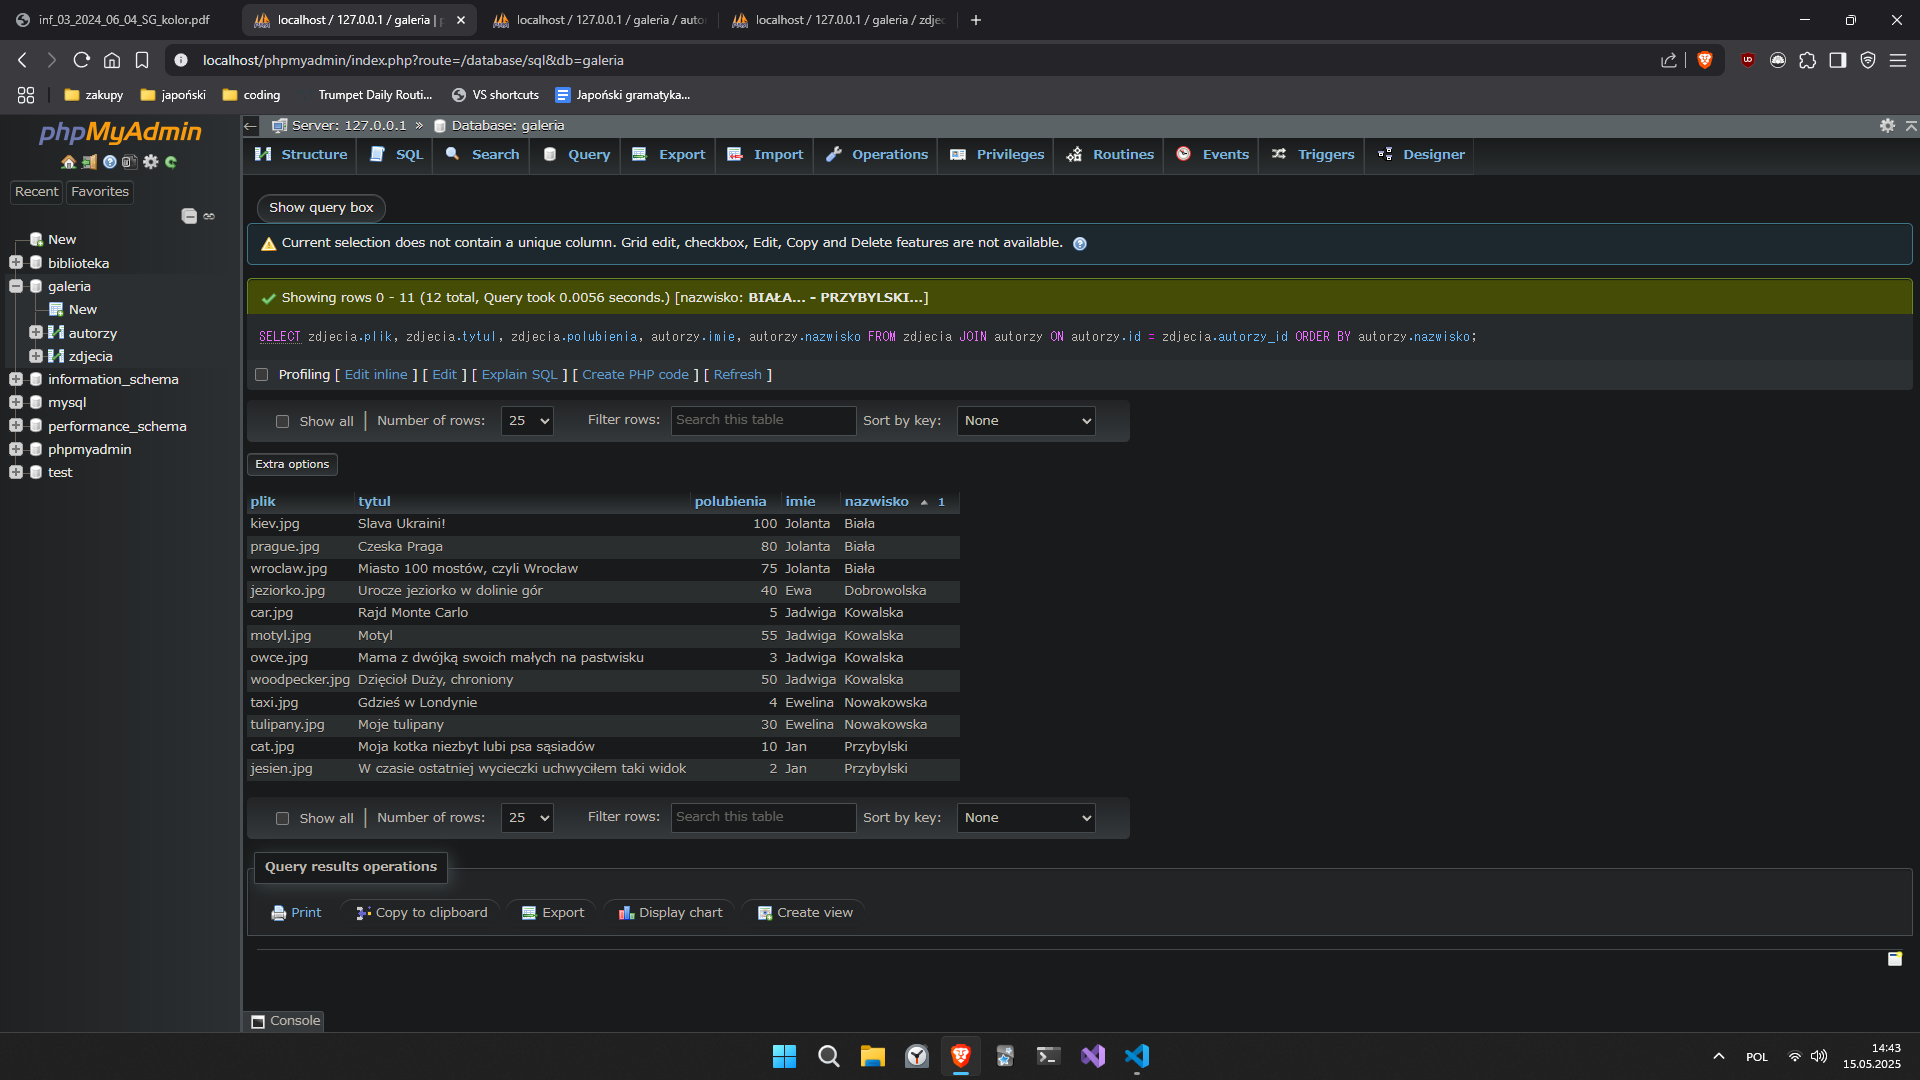 inf_03_2024_06_04_SG_kolor.pdf
localhost / 127.0.0.1 / galeria |
localhost / 127.0.0.1 / galeria / auto
localhost / 127.0.0.1 / galeria / zdjec
localhost/phpmyadmin/index.php?route=/database/sql&db=galeria
zakupy
japoński
coding
Trumpet Daily Routi...
VS shortcuts
Japoński gramatyka...
phpMyAdmin
Server: 127.0.0.1 » Database: galeria
Structure
SQL
Search
Query
Export
Import
Operations
Privileges
Routines
Events
Triggers
Designer
Recent
Favorites
New
biblioteka
galeria
New
autorzy
zdjecia
information_schema
mysql
performance_schema
phpmyadmin
test
Show query box
Current selection does not contain a unique column. Grid edit, checkbox, Edit, Copy and Delete features are not available.
Showing rows 0 - 11 (12 total, Query took 0.0056 seconds.) [nazwisko: BIAŁA... - PRZYBYLSKI...]
SELECT zdjecia.plik, zdjecia.tytul, zdjecia.polubienia, autorzy.imie, autorzy.nazwisko FROM zdjecia JOIN autorzy ON autorzy.id = zdjecia.autorzy_id ORDER BY autorzy.nazwisko;
Profiling [ Edit inline ] [ Edit ] [ Explain SQL ] [ Create PHP code ] [ Refresh ]
Show all | Number of rows: 25 Filter rows: Search this table Sort by key: None
Extra options
plik tytul polubienia imie nazwisko 1
kiev.jpg Slava Ukraini! 100 Jolanta Biała
prague.jpg Czeska Praga 80 Jolanta Biała
wroclaw.jpg Miasto 100 mostów, czyli Wrocław 75 Jolanta Biała
jeziorko.jpg Urocze jeziorko w dolinie gór 40 Ewa Dobrowolska
car.jpg Rajd Monte Carlo 5 Jadwiga Kowalska
motyl.jpg Motyl 55 Jadwiga Kowalska
owce.jpg Mama z dwójką swoich małych na pastwisku 3 Jadwiga Kowalska
woodpecker.jpg Dzięcioł Duży, chroniony 50 Jadwiga Kowalska
taxi.jpg Gdzieś w Londynie 4 Ewelina Nowakowska
tulipany.jpg Moje tulipany 30 Ewelina Nowakowska
cat.jpg Moja kotka niezbyt lubi psa sąsiadów 10 Jan Przybylski
jesien.jpg W czasie ostatniej wycieczki uchwyciłem taki widok 2 Jan Przybylski
Show all | Number of rows: 25 Filter rows: Search this table Sort by key: None
Query results operations
Print
Copy to clipboard
Export
Display chart
Create view
Console
POL
14:43
15.05.2025